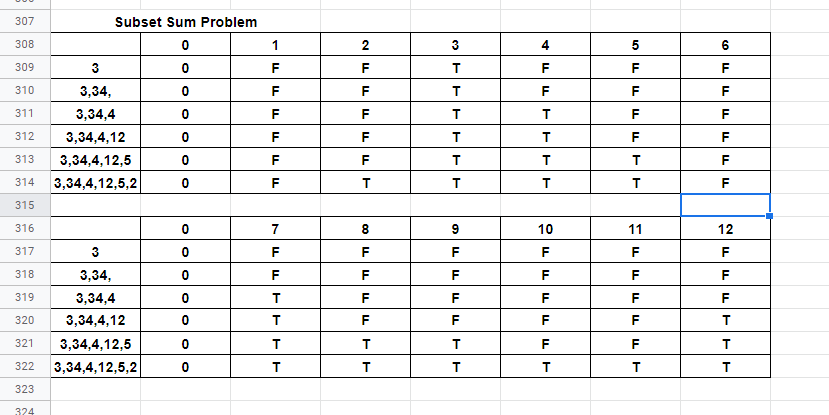 307 Subset Sum Problem
308 0 1 2 3 4 5 6
309 3 0 F F T F F F
310 3,34, 0 F F T F F F
311 3,34,4 0 F F T T F F
312 3,34,4,12 0 F F T T F F
313 3,34,4,12,5 0 F F T T T F
314 3,34,4,12,5,2 0 F T T T T F
315
316 0 7 8 9 10 11 12
317 3 0 F F F F F F
318 3,34, 0 F F F F F F
319 3,34,4 0 T F F F F F
320 3,34,4,12 0 T F F F F T
321 3,34,4,12,5 0 T T T F F T
322 3,34,4,12,5,2 0 T T T T T T
323
324